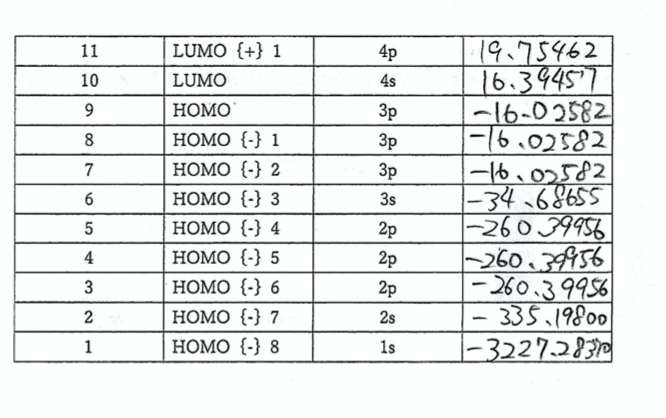 11 LUMO {+} 1 4p 19.75462
10 LUMO 4s 16.39457
9 HOMO 3p -16.02582
8 HOMO {-} 1 3p -16.02582
7 HOMO {-} 2 3p -16.02582
6 HOMO {-} 3 3s -34.68655
5 HOMO {-} 4 2p -260.39956
4 HOMO {-} 5 2p -260.39956
3 HOMO {-} 6 2p -260.39956
2 HOMO {-} 7 2s -335.19800
1 HOMO {-} 8 1s